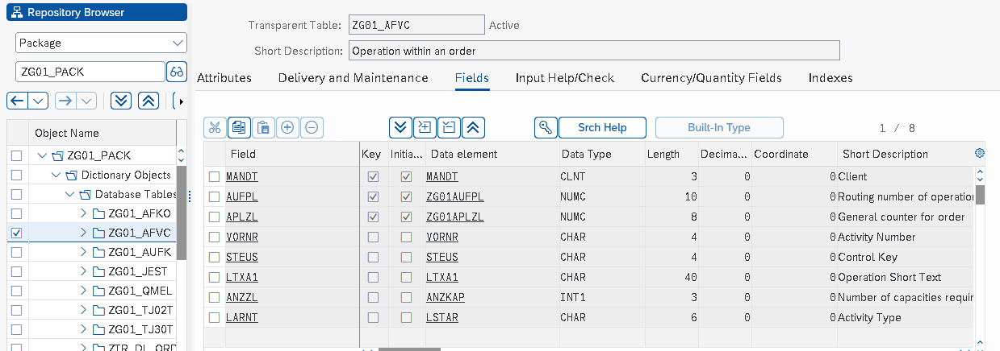 Repository Browser
Package
ZG01_PACK
Object Name
ZG01_PACK
Dictionary Objects
Database Tables
ZG01_AFKO
ZG01_AFVC
ZG01_AUFK
ZG01_JEST
ZG01_QMEL
ZG01_TJ02T
ZG01_TJ30T
ZTR_DL_ORD
Transparent Table: ZG01_AFVC Active
Short Description: Operation within an order
Attributes Delivery and Maintenance Fields Input Help/Check Currency/Quantity Fields Indexes
Srch Help Built-In Type 1 / 8
Field Key Initia... Data element Data Type Length Decima... Coordinate Short Description
MANDT MANDT CLNT 3 0 0 Client
AUFPL ZG01AUFPL NUMC 10 0 0 Routing number of operation
APLZL ZG01APLZL NUMC 8 0 0 General counter for order
VORNR VORNR CHAR 4 0 0 Activity Number
STEUS STEUS CHAR 4 0 0 Control Key
LTXA1 LTXA1 CHAR 40 0 0 Operation Short Text
ANZZL ANZKAP INT1 3 0 0 Number of capacities requir
LARNT LSTAR CHAR 6 0 0 Activity Type